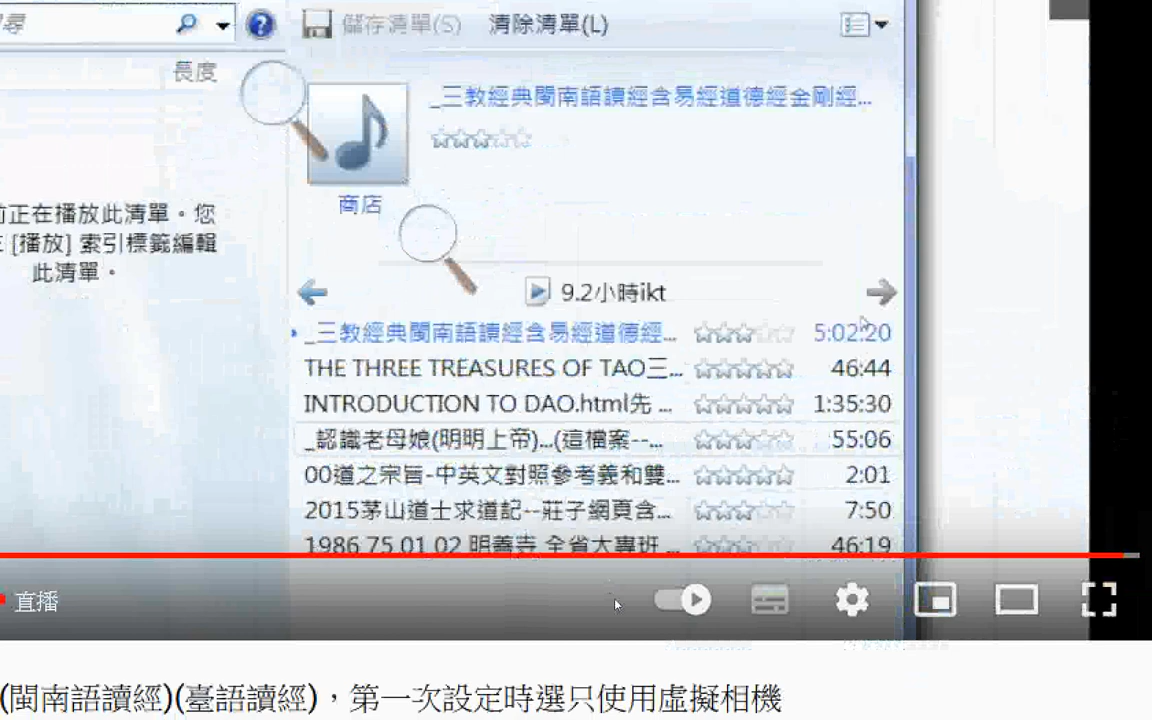 尋
儲存清單(S) 清除清單(L)
長度
_三教經典閩南語讀經含易經道德經金剛經...
商店
前正在播放此清單。您
[播放] 索引標籤編輯
此清單。
9.2小時ikt
_三教經典閩南語讀經含易經道德經... 5:02:20
THE THREE TREASURES OF TAO三... 46:44
INTRODUCTION TO DAO.html先 ... 1:35:30
_認識老母娘(明明上帝)...(這檔案--... 55:06
00道之宗旨-中英文對照參考義和雙... 2:01
2015茅山道士求道記--莊子網頁含... 7:50
1986 75 01 02 明善寺 全省大專班 ... 46:19
直播
(閩南語讀經)(臺語讀經)，第一次設定時選只使用虛擬相機